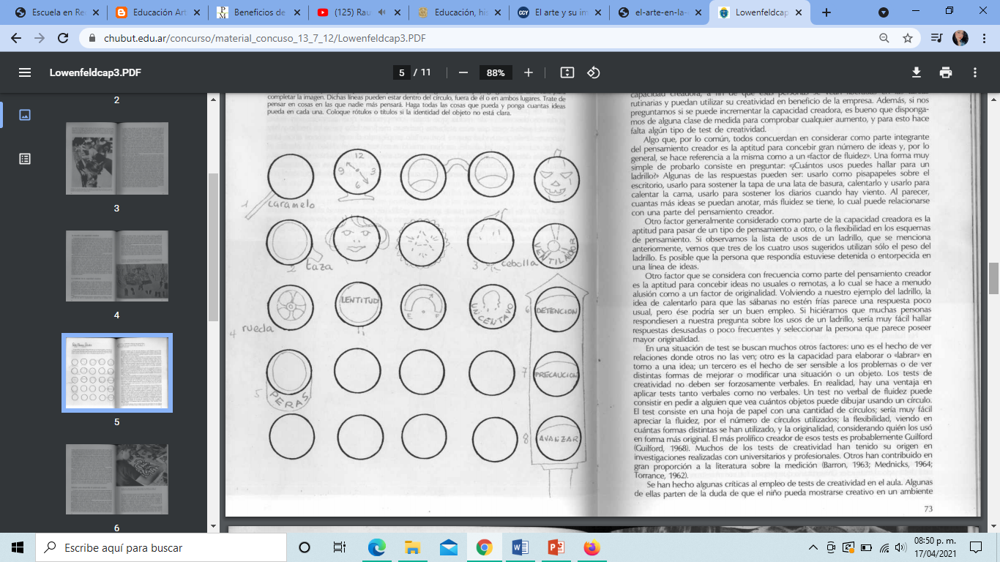 Escuela en Re
Educación Art
Beneficios de
(125) Rau
Educación, his
El arte y su im
el-arte-en-la-
Lowenfeldcap
chubut.edu.ar/concurso/material_concuso_13_7_12/Lowenfeldcap3.PDF
Lowenfeldcap3.PDF
5 / 11
88%
2
3
4
5
6
completar la imagen. Dichas líneas pueden estar dentro del círculo, fuera de él o en ambos lugares. Trate de
pensar en cosas en las que nadie más pensará. Haga todas las cosas que pueda y ponga cuantas ideas
pueda en cada una. Coloque rótulos o títulos si la identidad del objeto no está clara.
12
9 3
6
1 caramelo
2 taza
3 cebolla
VENTILADOR
4 rueda
LENTITUD
E F
UN CENTAVO
6 DETENCION
5 PERAS
7 PRECAUCION
8 AVANZAR
rutinarias y puedan utilizar su creatividad en beneficio de la empresa. Además, si nos
preguntamos si se puede incrementar la capacidad creadora, es bueno que disponga-
mos de alguna clase de medida para comprobar cualquier aumento, y para esto hace
falta algún tipo de test de creatividad.
Algo que, por lo común, todos concuerdan en considerar como parte integrante
del pensamiento creador es la aptitud para concebir gran número de ideas y, por lo
general, se hace referencia a la misma como a un «factor de fluidez». Una forma muy
simple de probarlo consiste en preguntar: «¿Cuántos usos puedes hallar para un
ladrillo?» Algunas de las respuestas pueden ser: usarlo como pisapapeles sobre el
escritorio, usarlo para sostener la tapa de una lata de basura, calentarlo y usarlo para
calentar la cama, usarlo para sostener los diarios cuando hay viento. Al parecer,
cuantas más ideas se puedan anotar, más fluidez se tiene, lo cual puede relacionarse
con una parte del pensamiento creador.
Otro factor generalmente considerado como parte de la capacidad creadora es la
aptitud para pasar de un tipo de pensamiento a otro, o la flexibilidad en los esquemas
de pensamiento. Si observamos la lista de usos de un ladrillo, que se menciona
anteriormente, vemos que tres de los cuatro usos sugeridos utilizan sólo el peso del
ladrillo. Es posible que la persona que respondía estuviese detenida o entorpecida en
una línea de ideas.
Otro factor que se considera con frecuencia como parte del pensamiento creador
es la aptitud para concebir ideas no usuales o remotas, a lo cual se hace a menudo
alusión como a un factor de originalidad. Volviendo a nuestro ejemplo del ladrillo, la
idea de calentarlo para que las sábanas no estén frías parece una respuesta poco
usual, pero ése podría ser un buen empleo. Si hiciéramos que muchas personas
respondiesen a nuestra pregunta sobre los usos de un ladrillo, sería muy fácil hallar
respuestas desusadas o poco frecuentes y seleccionar la persona que parece poseer
mayor originalidad.
En una situación de test se buscan muchos otros factores: uno es el hecho de ver
relaciones donde otros no las ven; otro es la capacidad para elaborar o «labrar» en
torno a una idea; un tercero es el hecho de ser sensible a los problemas o de ver
distintas formas de mejorar o modificar una situación o un objeto. Los tests de
creatividad no deben ser forzosamente verbales. En realidad, hay una ventaja en
aplicar tests tanto verbales como no verbales. Un test no verbal de fluidez puede
consistir en pedir a alguien que vea cuántos objetos puede dibujar usando un círculo.
El test consiste en una hoja de papel con una cantidad de círculos; sería muy fácil
apreciar la fluidez, por el número de círculos utilizados; la flexibilidad, viendo en
cuántas formas distintas se han utilizado, y la originalidad, considerando quién los usó
en forma más original. El más prolífico creador de esos tests es probablemente Guilford
(Guilford, 1968). Muchos de los tests de creatividad han tenido su origen en
investigaciones realizadas con universitarios y profesionales. Otros han contribuido en
gran proporción a la literatura sobre la medición (Barron, 1963; Mednicks, 1964;
Torrance, 1962).
Se han hecho algunas críticas al empleo de tests de creatividad en el aula. Algunas
de ellas parten de la duda de que el niño pueda mostrarse creativo en un ambiente
73
Escribe aquí para buscar
08:50 p. m.
17/04/2021